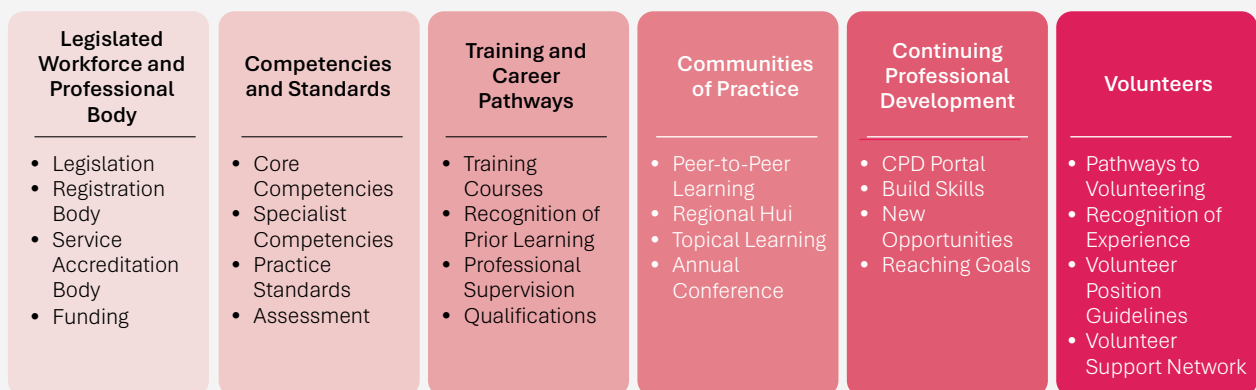 Legislated
Workforce and
Professional
Body
• Legislation
• Registration
Body
• Service
Accreditation
Body
• Funding
Competencies
and Standards
• Core
Competencies
• Specialist
Competencies
• Practice
Standards
• Assessment
Training and
Career
Pathways
• Training
Courses
• Recognition of
Prior Learning
• Professional
Supervision
• Qualifications
Communities
of Practice
• Peer-to-Peer
Learning
• Regional Hui
• Topical Learning
• Annual
Conference
Continuing
Professional
Development
• CPD Portal
• Build Skills
• New
Opportunities
• Reaching Goals
Volunteers
• Pathways to
Volunteering
• Recognition of
Experience
• Volunteer
Position
Guidelines
• Volunteer
Support Network